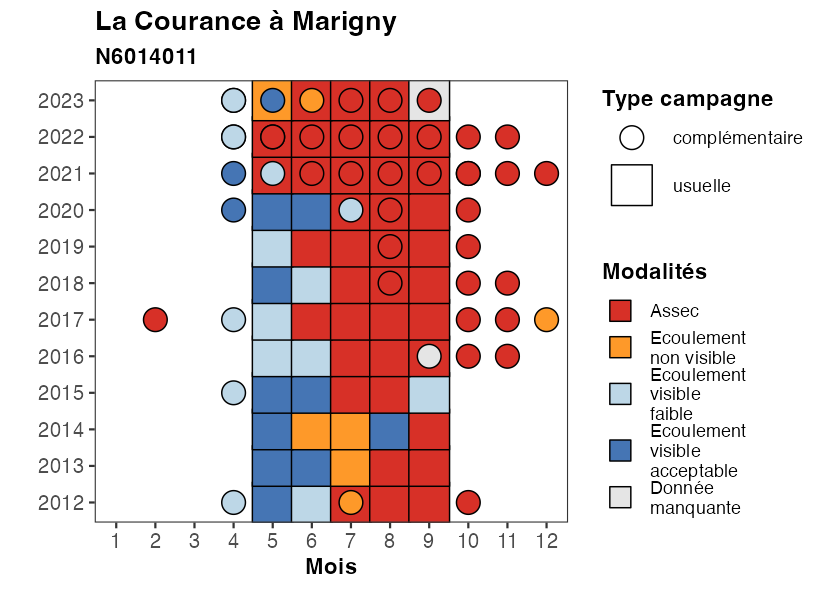 La Courance à Marigny
N6014011
2023
2022
2021
2020
2019
2018
2017
2016
2015
2014
2013
2012
1 2 3 4 5 6 7 8 9 10 11 12
Mois
Type campagne
complémentaire
usuelle
Modalités
Assec
Ecoulement
non visible
Ecoulement
visible
faible
Ecoulement
visible
acceptable
Donnée
manquante